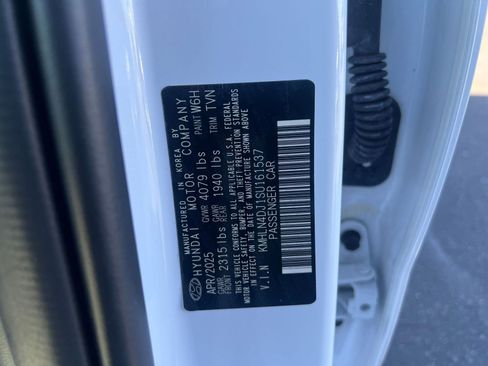 MANUFACTURED IN KOREA BY
HYUNDAI MOTOR COMPANY
APR/2025 GVWR 4079 lbs PAINT W6H
GAWR FRONT 2315 lbs GAWR REAR 1940 lbs TRIM TVN
THIS VEHICLE CONFORMS TO ALL APPLICABLE U.S.A. FEDERAL
MOTOR VEHICLE SAFETY, BUMPER, AND THEFT PREVENTION STANDARDS
IN EFFECT ON THE DATE OF MANUFACTURE SHOWN ABOVE.
V.I.N KMHLN4DJ1SU161537
PASSENGER CAR